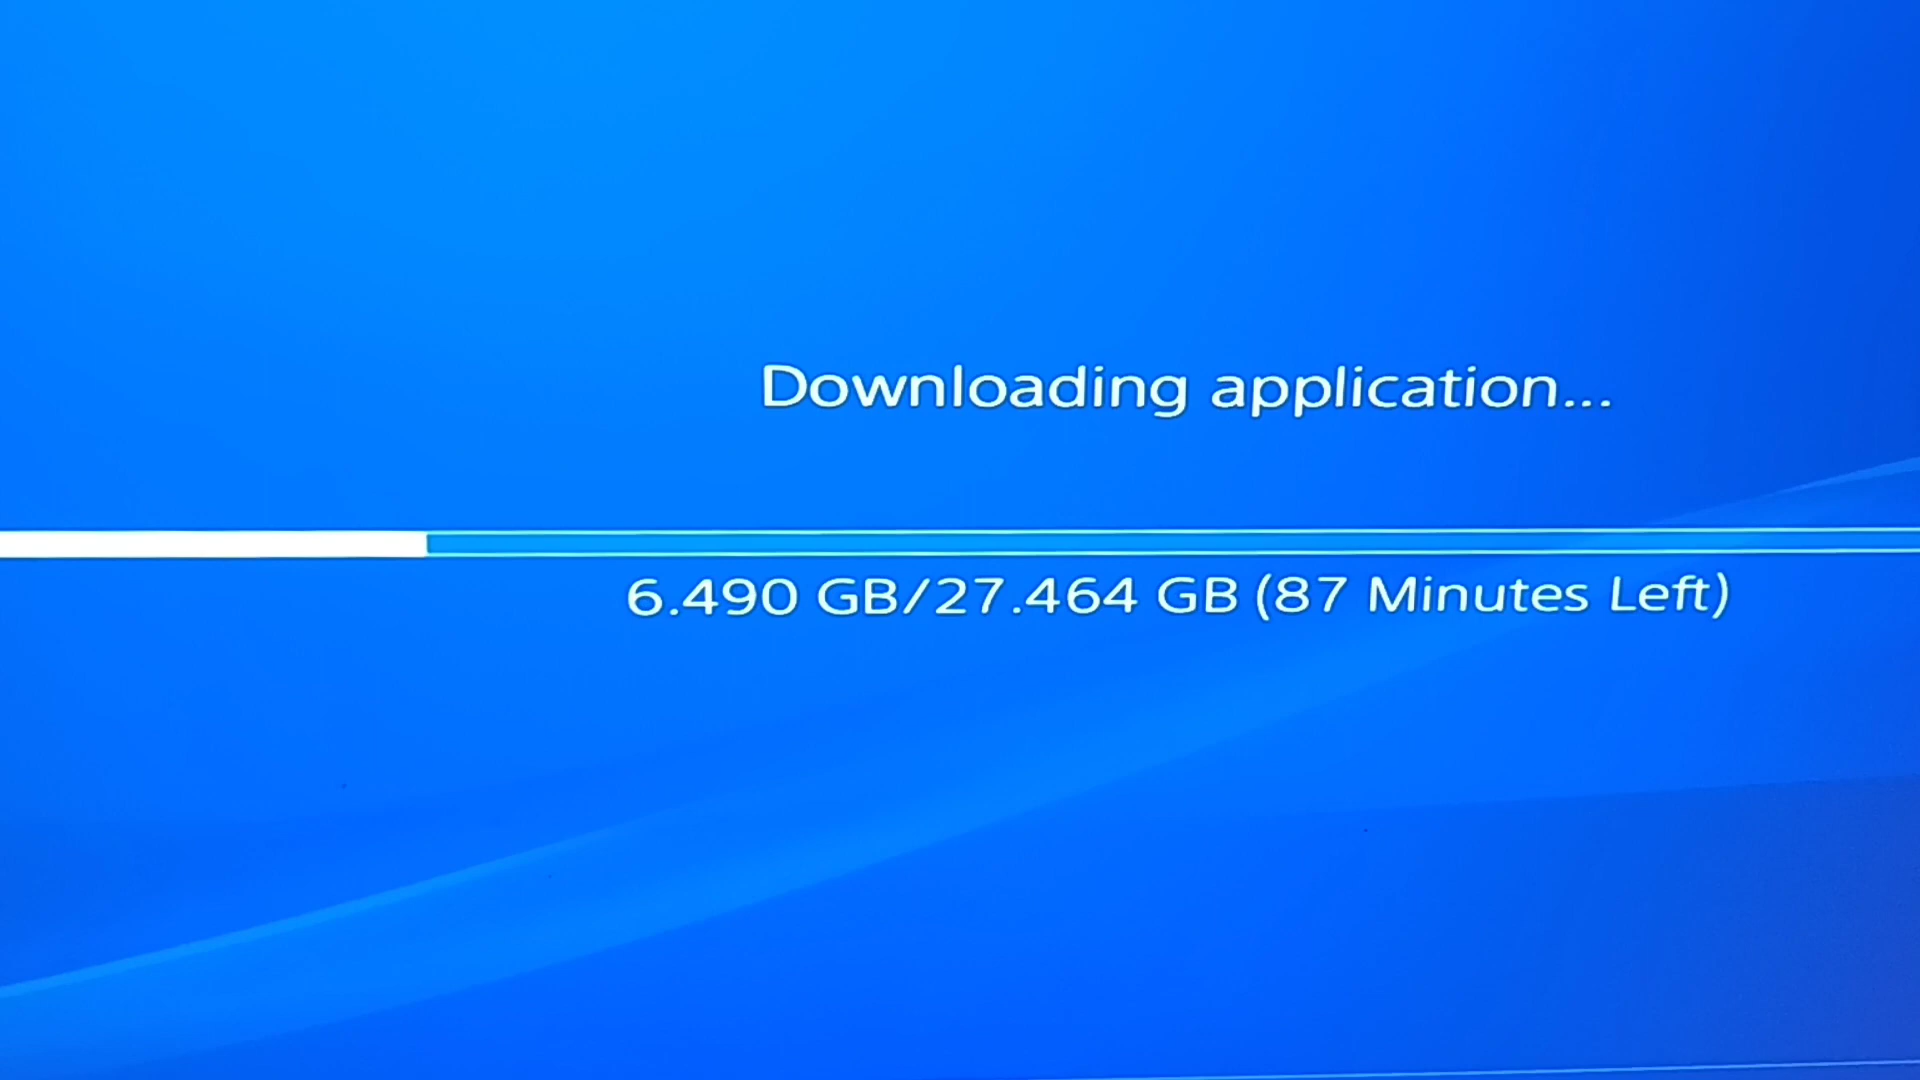 Downloading application...
6.490 GB/27.464 GB (87 Minutes Left)